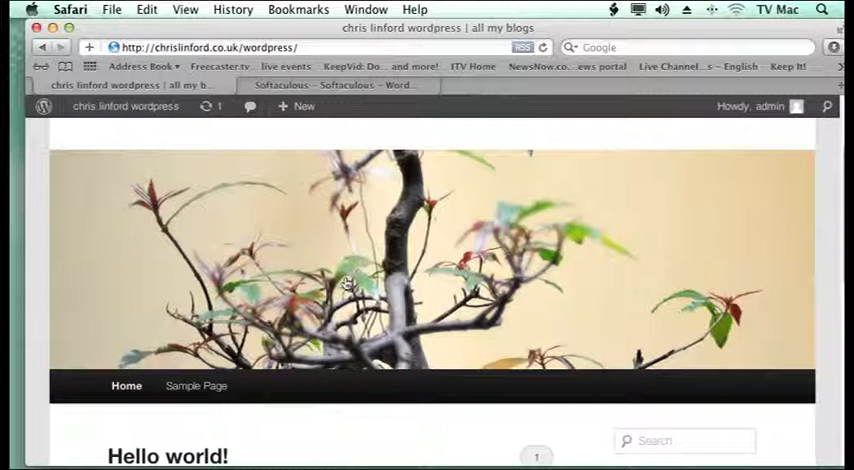 Safari File Edit View History Bookmarks Window Help TV Mac
chris linford wordpress | all my blogs
http://chrislinford.co.uk/wordpress/ RSS Google
Address Book Freecaster.tv live events KeepVid: Do... and more! ITV Home NewsNow.co...ews portal Live Channel...s – English Keep It!
chris linford wordpress | all my b... Softaculous – Softaculous – Word...
chris linford wordpress 1 + New Howdy, admin
Home Sample Page
Search
Hello world! 1